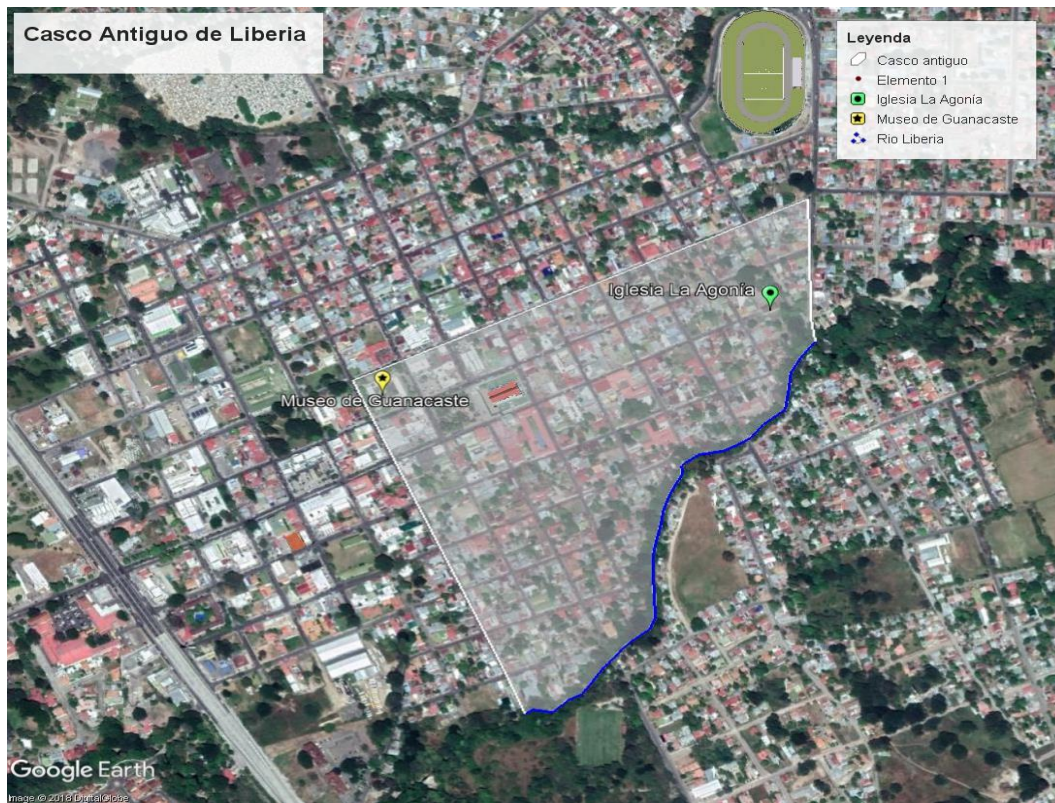 Casco Antiguo de Liberia
Leyenda
Casco antiguo
Elemento 1
Iglesia La Agonía
Museo de Guanacaste
Rio Liberia
Iglesia La Agonía
Museo de Guanacaste
Google Earth
Image © 2018 DigitalGlobe